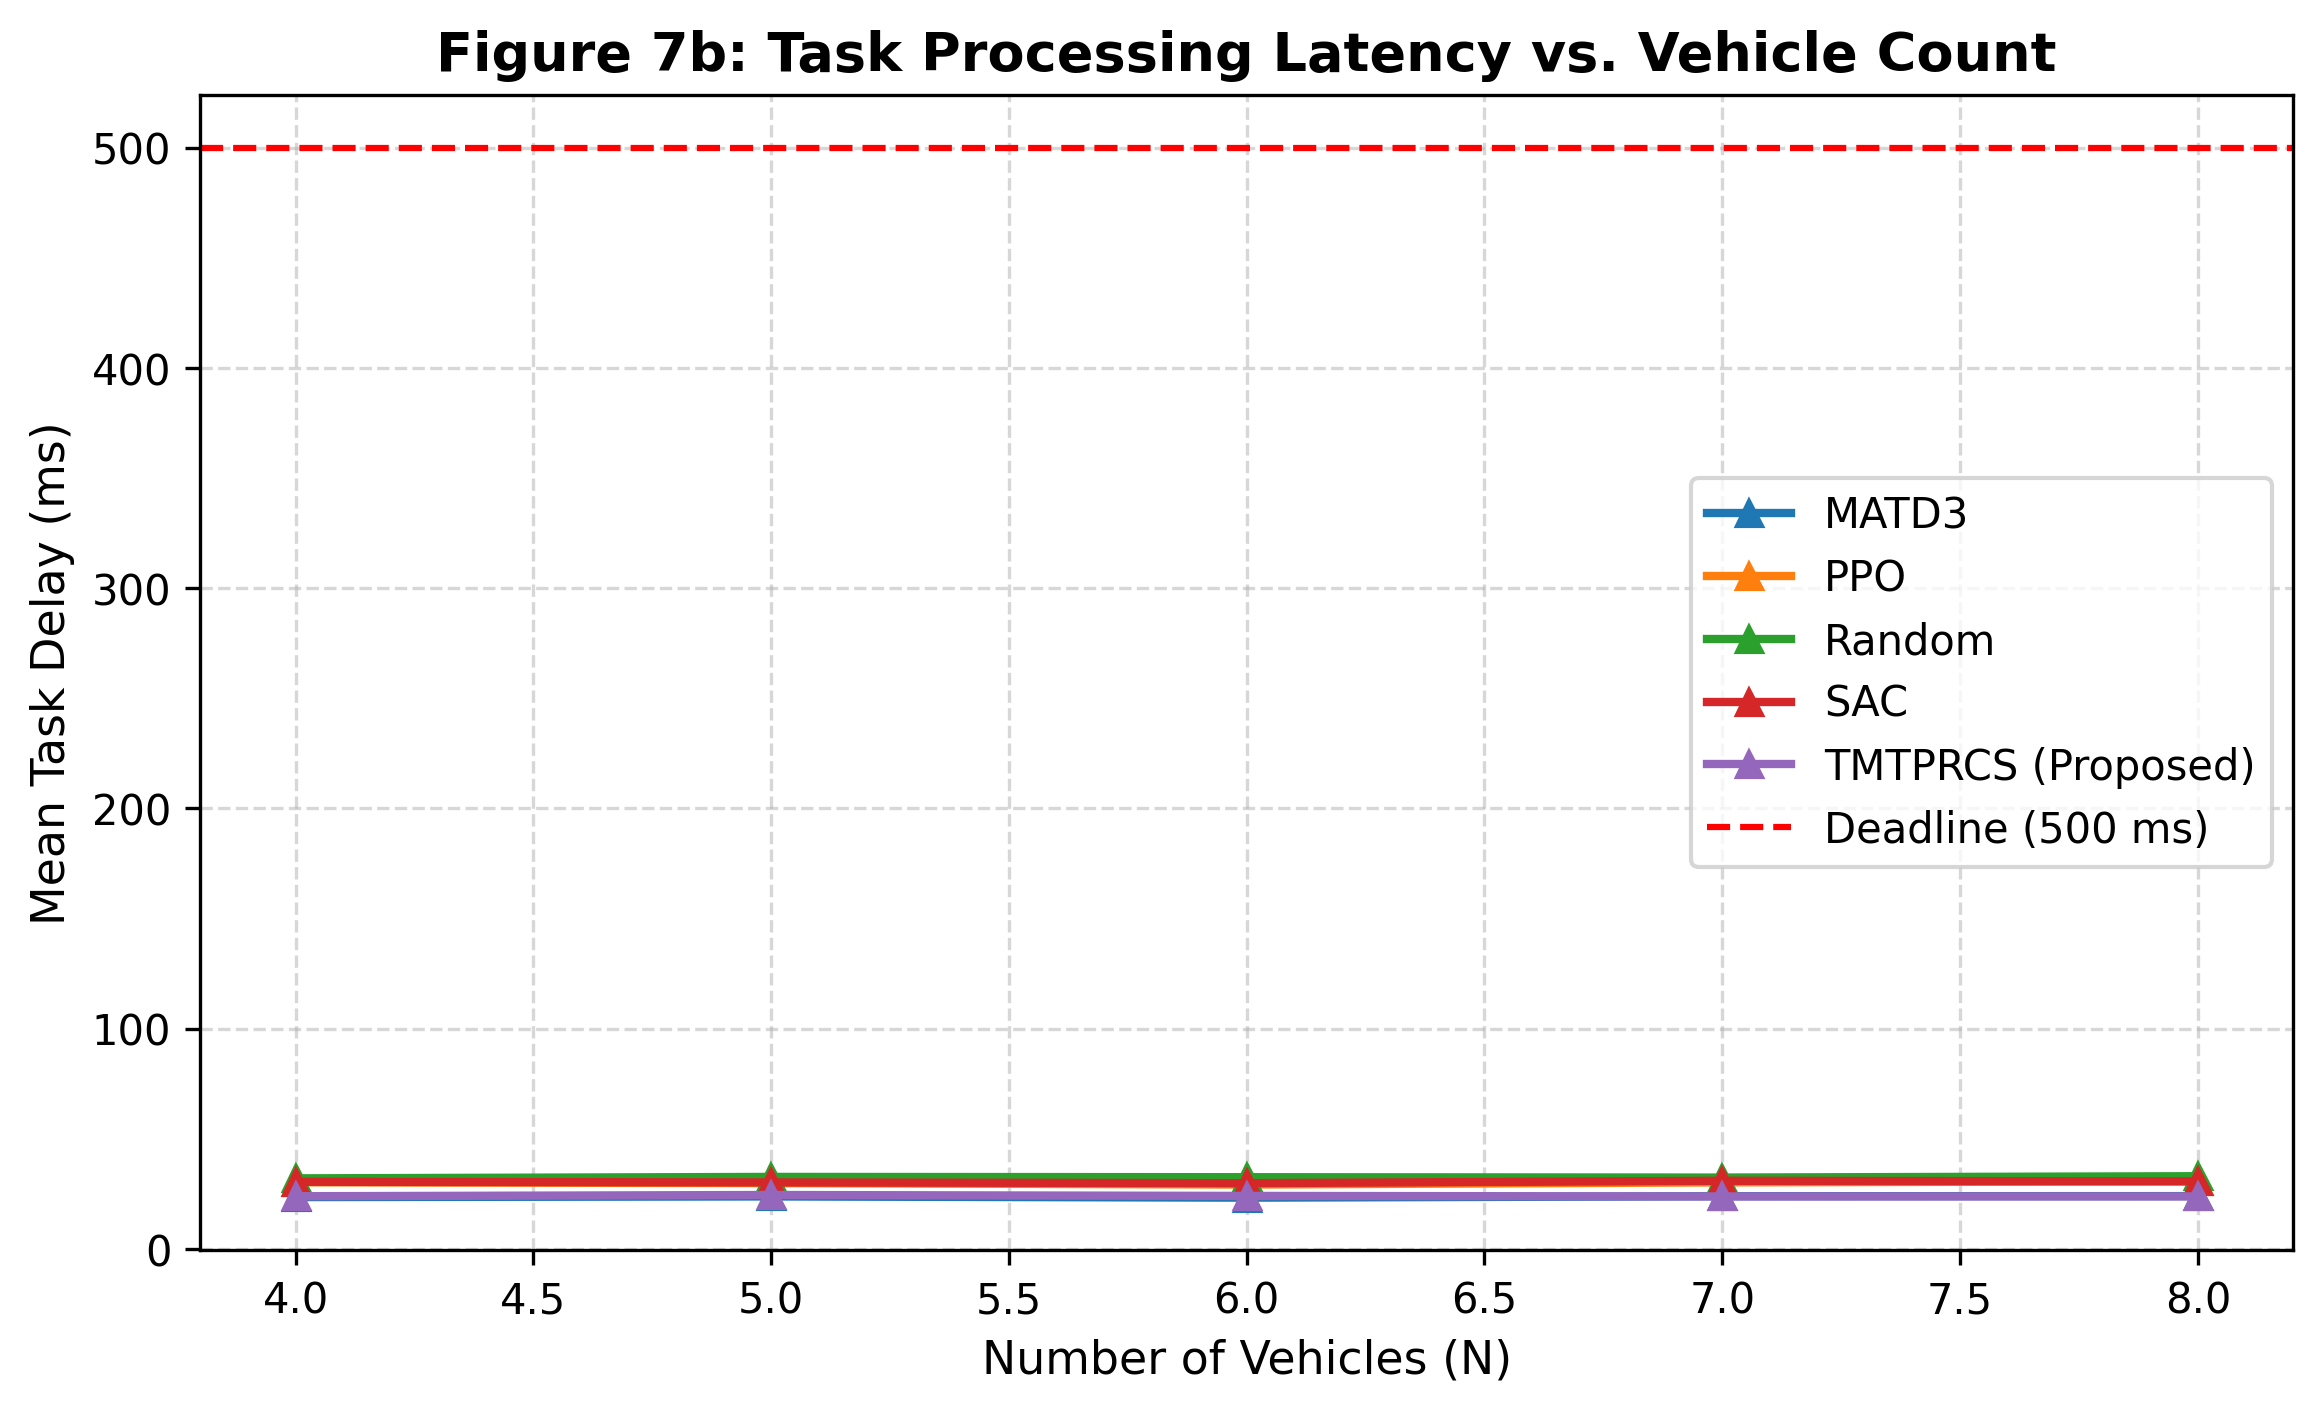 Figure 7b: Task Processing Latency vs. Vehicle Count
Mean Task Delay (ms)
500
400
300
200
100
0
MATD3
PPO
Random
SAC
TMTPRCS (Proposed)
Deadline (500 ms)
4.0 4.5 5.0 5.5 6.0 6.5 7.0 7.5 8.0
Number of Vehicles (N)